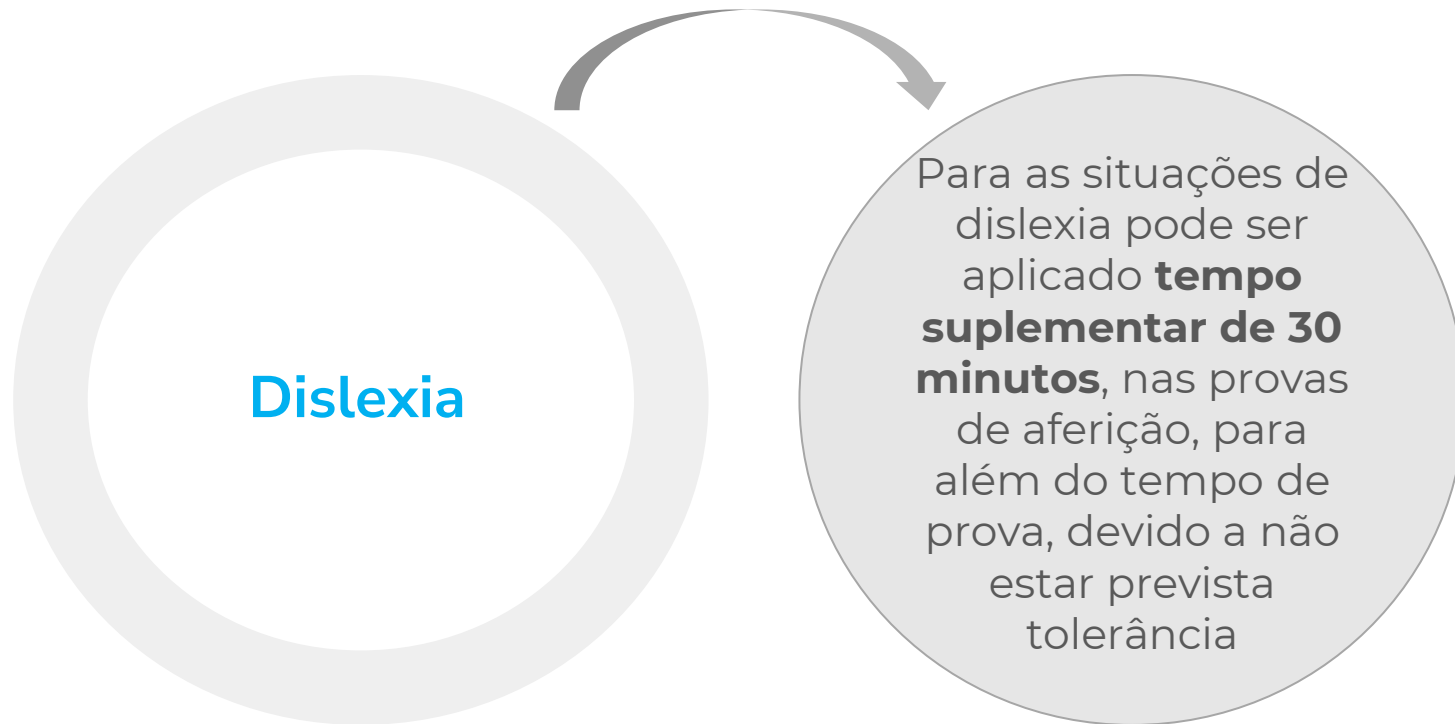 Dislexia
Para as situações de
dislexia pode ser
aplicado tempo
suplementar de 30
minutos, nas provas
de aferição, para
além do tempo de
prova, devido a não
estar prevista
tolerância